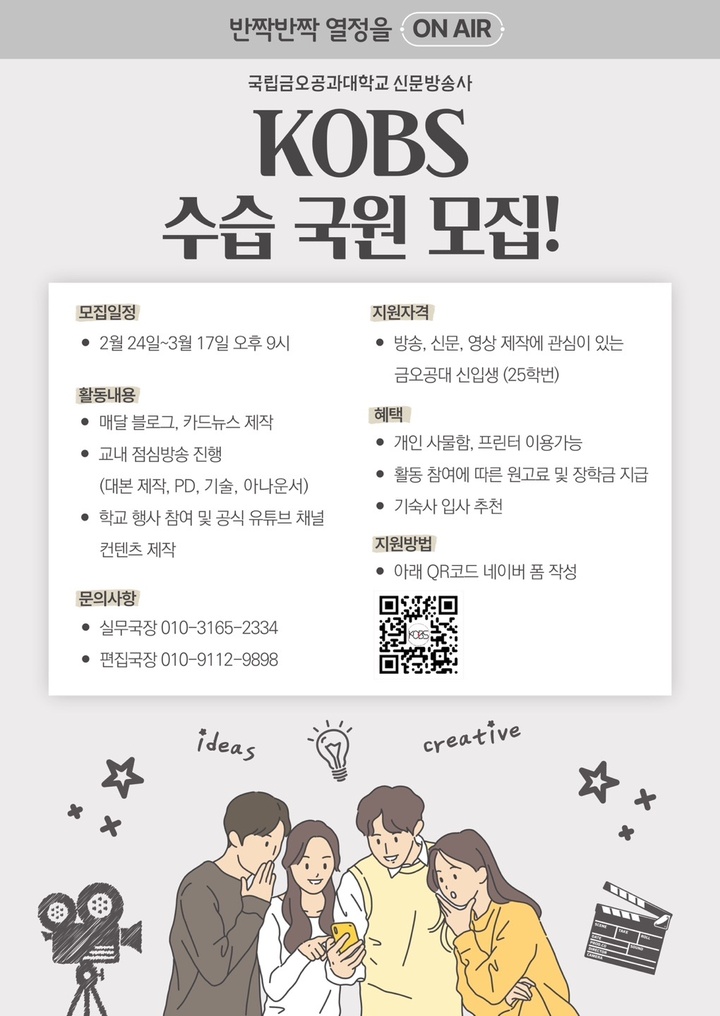 반짝반짝 열정을 ON AIR
국립금오공과대학교 신문방송사
KOBS
수습 국원 모집!
모집일정
• 2월 24일~3월 17일 오후 9시
활동내용
• 매달 블로그, 카드뉴스 제작
• 교내 점심방송 진행
(대본 제작, PD, 기술, 아나운서)
• 학교 행사 참여 및 공식 유튜브 채널
컨텐츠 제작
문의사항
• 실무국장 010-3165-2334
• 편집국장 010-9112-9898
지원자격
• 방송, 신문, 영상 제작에 관심이 있는
금오공대 신입생 (25학번)
혜택
• 개인 사물함, 프린터 이용가능
• 활동 참여에 따른 원고료 및 장학금 지급
• 기숙사 입사 추천
지원방법
• 아래 QR코드 네이버 폼 작성
KOBS
ideas
creative
SCENE TAKE ROLL
DATE SOUND
PROD.CO
DIRECTOR
CAMERA